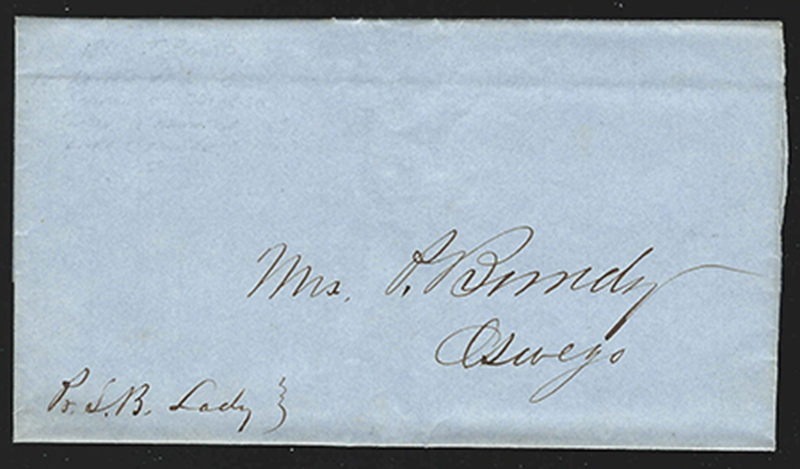 Mrs. S. Bundy
Oswego
Pr. S.B. Lady